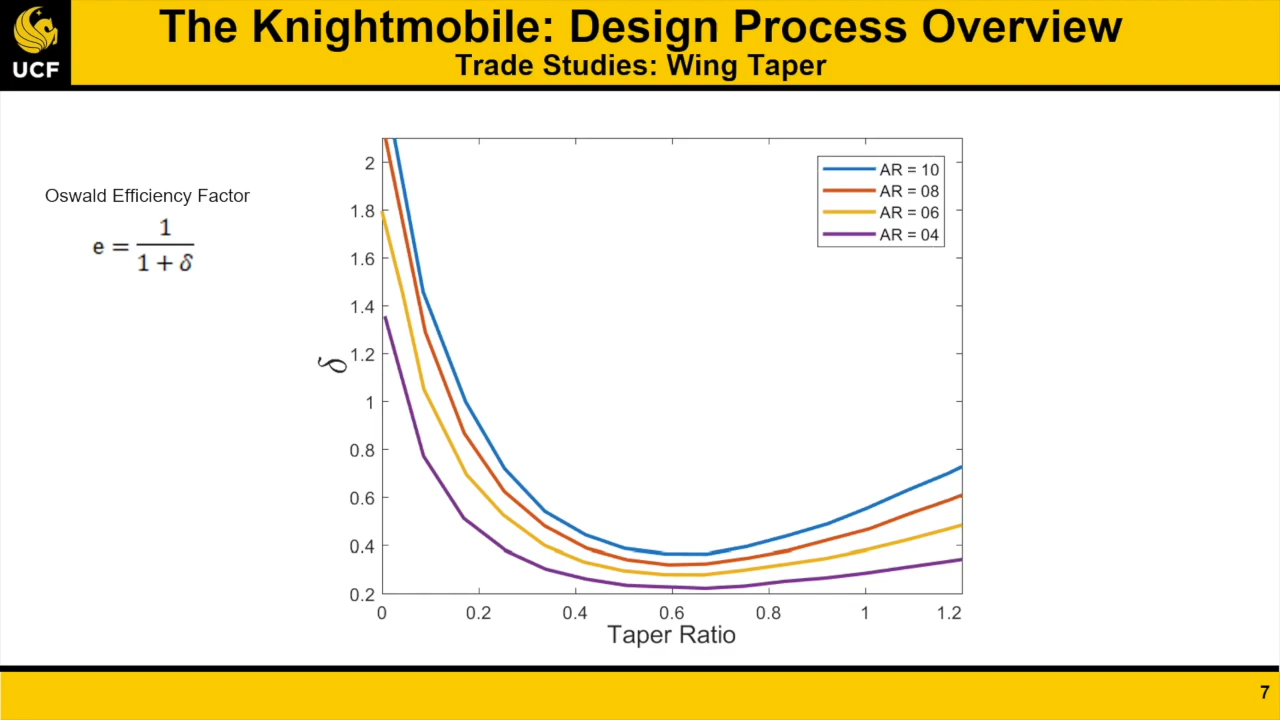 The Knightmobile: Design Process Overview
Trade Studies: Wing Taper
UCF
Oswald Efficiency Factor
e = 1 / (1 + δ)
AR = 10
AR = 08
AR = 06
AR = 04
δ
2
1.8
1.6
1.4
1.2
1
0.8
0.6
0.4
0.2
0 0.2 0.4 0.6 0.8 1 1.2
Taper Ratio
7